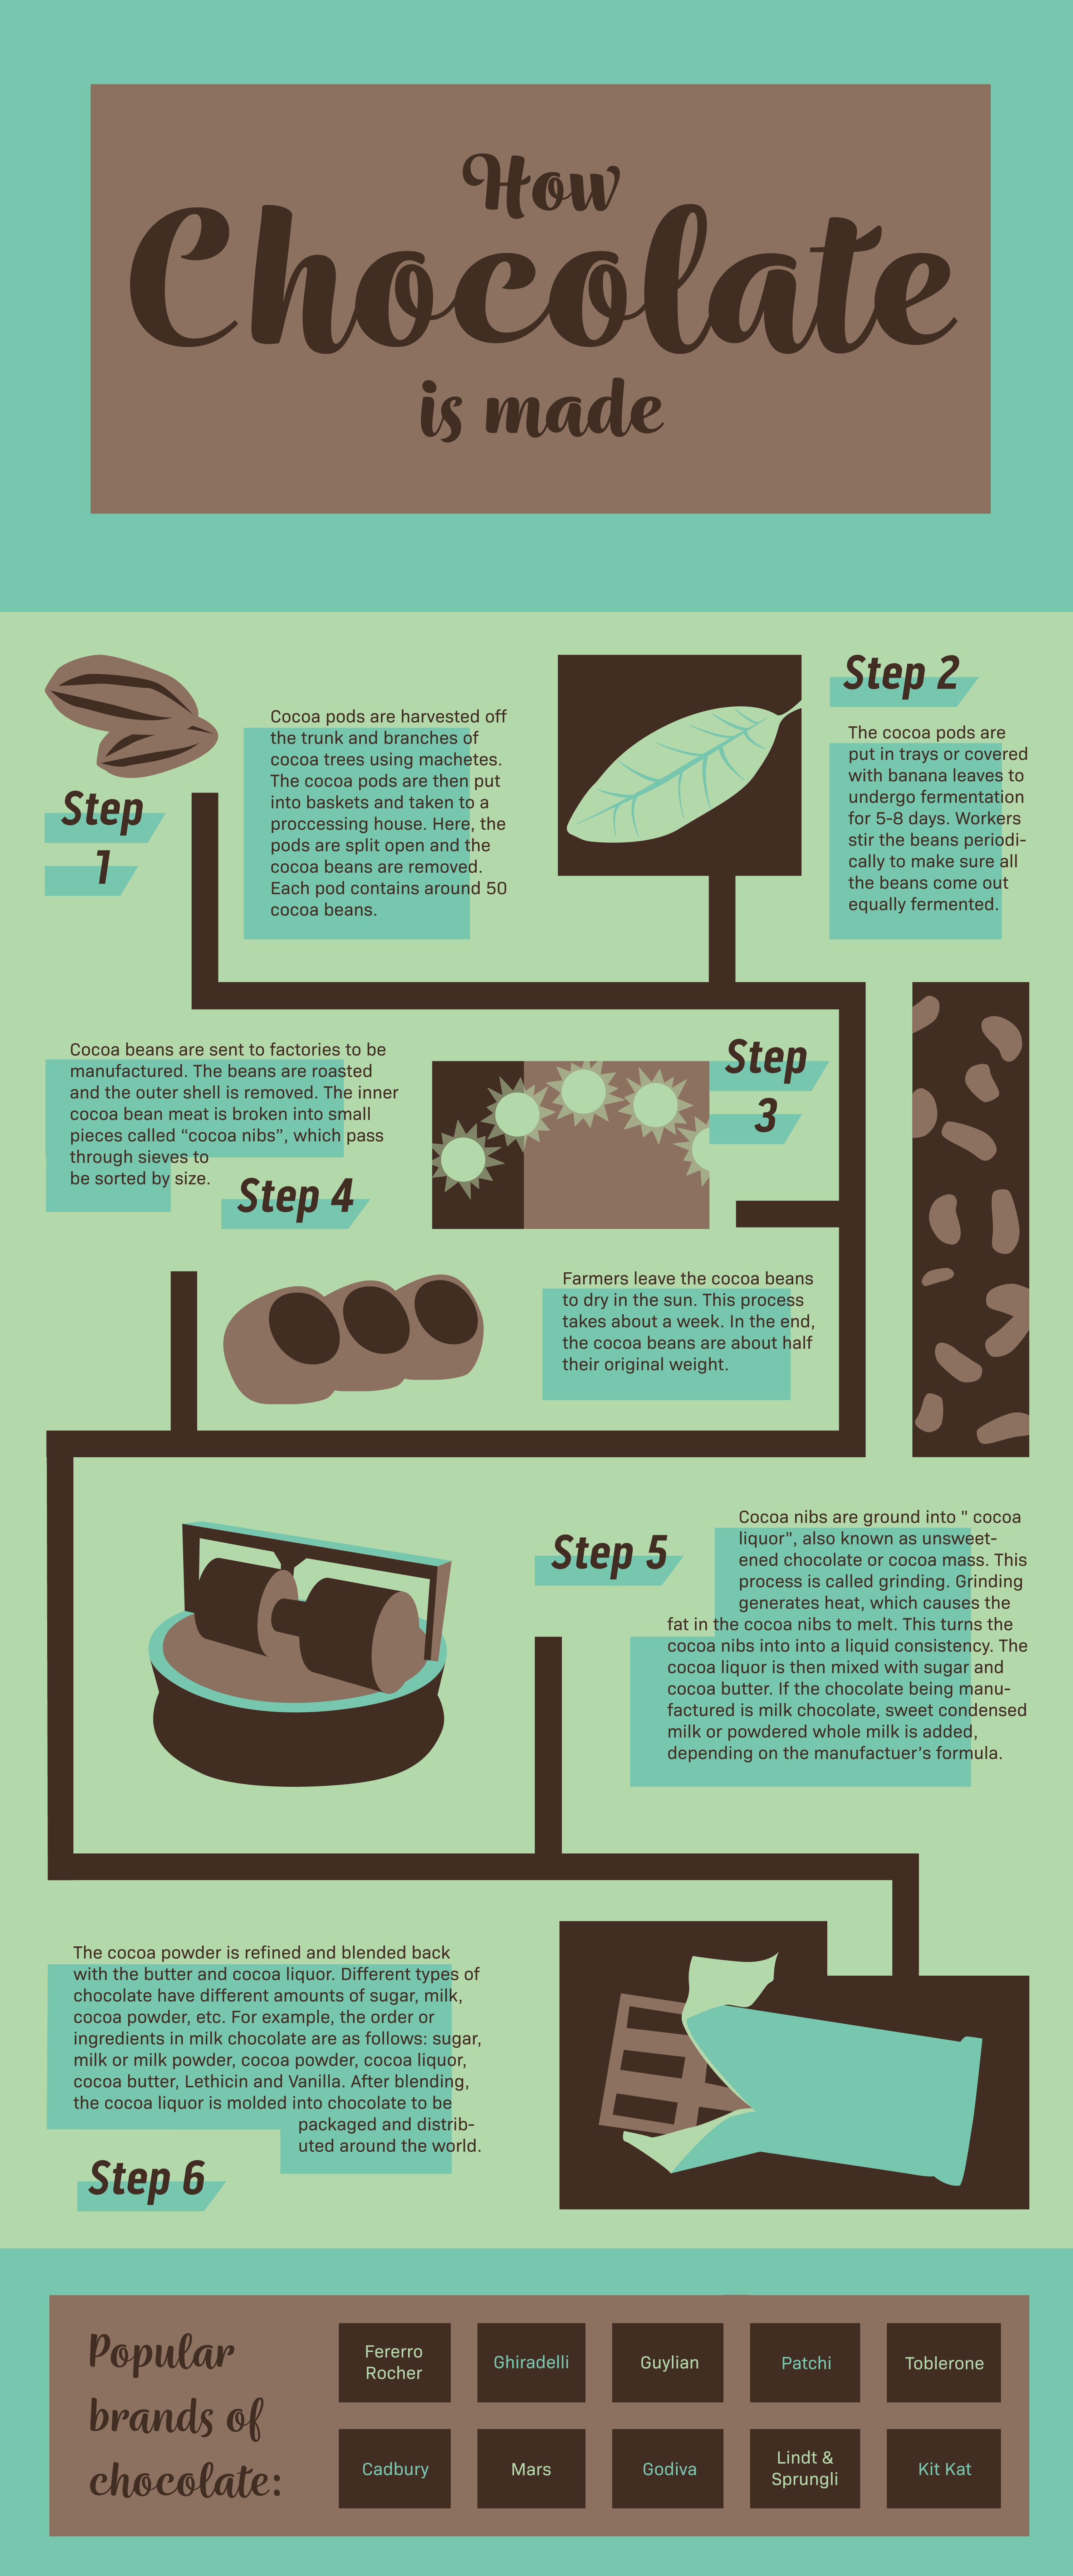 How
Chocolate
is made
Step
1
Cocoa pods are harvested off
the trunk and branches of
cocoa trees using machetes.
The cocoa pods are then put
into baskets and taken to a
proccessing house. Here, the
pods are split open and the
cocoa beans are removed.
Each pod contains around 50
cocoa beans.
Step 2
The cocoa pods are
put in trays or covered
with banana leaves to
undergo fermentation
for 5-8 days. Workers
stir the beans periodi-
cally to make sure all
the beans come out
equally fermented.
Step
3
Farmers leave the cocoa beans
to dry in the sun. This process
takes about a week. In the end,
the cocoa beans are about half
their original weight.
Cocoa beans are sent to factories to be
manufactured. The beans are roasted
and the outer shell is removed. The inner
cocoa bean meat is broken into small
pieces called “cocoa nibs”, which pass
through sieves to
be sorted by size.
Step 4
Step 5
Cocoa nibs are ground into " cocoa
liquor", also known as unsweet-
ened chocolate or cocoa mass. This
process is called grinding. Grinding
generates heat, which causes the
fat in the cocoa nibs to melt. This turns the
cocoa nibs into into a liquid consistency. The
cocoa liquor is then mixed with sugar and
cocoa butter. If the chocolate being manu-
factured is milk chocolate, sweet condensed
milk or powdered whole milk is added,
depending on the manufactuer’s formula.
The cocoa powder is refined and blended back
with the butter and cocoa liquor. Different types of
chocolate have different amounts of sugar, milk,
cocoa powder, etc. For example, the order or
ingredients in milk chocolate are as follows: sugar,
milk or milk powder, cocoa powder, cocoa liquor,
cocoa butter, Lethicin and Vanilla. After blending,
the cocoa liquor is molded into chocolate to be
packaged and distrib-
uted around the world.
Step 6
Popular
brands of
chocolate:
Fererro
Rocher
Ghiradelli
Guylian
Patchi
Toblerone
Cadbury
Mars
Godiva
Lindt &
Sprungli
Kit Kat